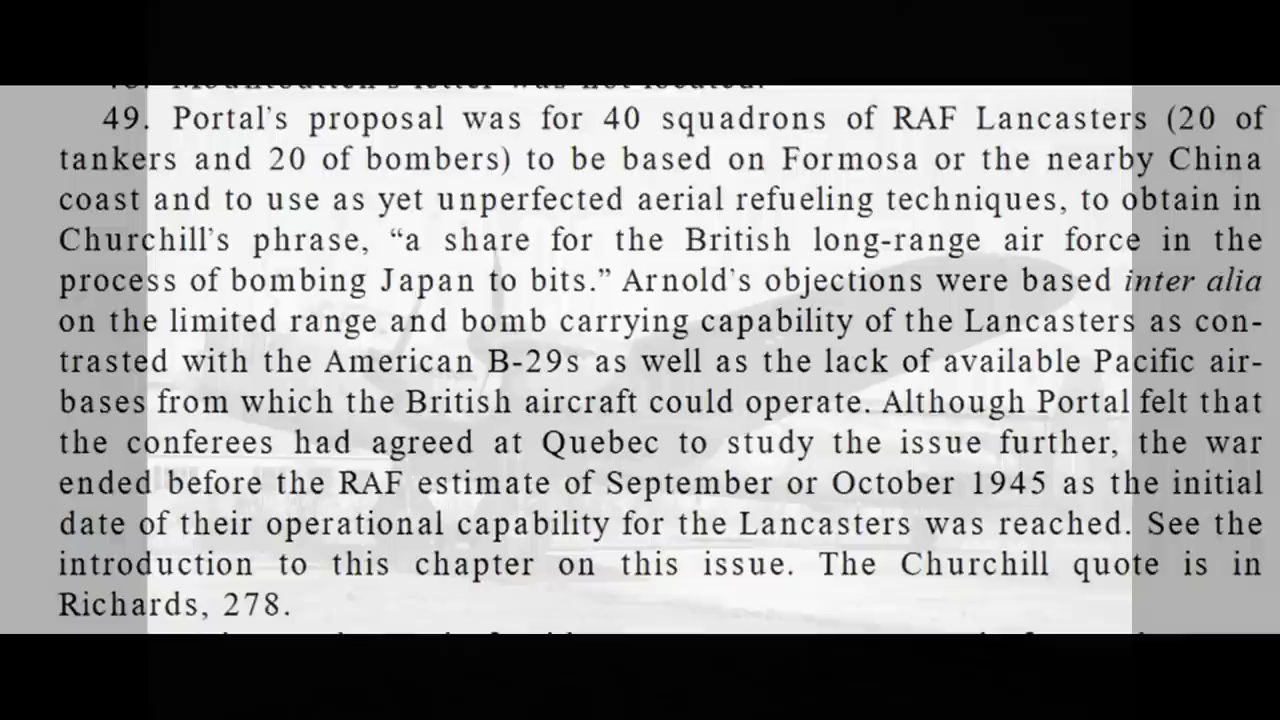 49. Portal's proposal was for 40 squadrons of RAF Lancasters (20 of
tankers and 20 of bombers) to be based on Formosa or the nearby China
coast and to use as yet unperfected aerial refueling techniques, to obtain in
Churchill's phrase, “a share for the British long-range air force in the
process of bombing Japan to bits.” Arnold's objections were based inter alia
on the limited range and bomb carrying capability of the Lancasters as con-
trasted with the American B-29s as well as the lack of available Pacific air-
bases from which the British aircraft could operate. Although Portal felt that
the conferees had agreed at Quebec to study the issue further, the war
ended before the RAF estimate of September or October 1945 as the initial
date of their operational capability for the Lancasters was reached. See the
introduction to this chapter on this issue. The Churchill quote is in
Richards, 278.